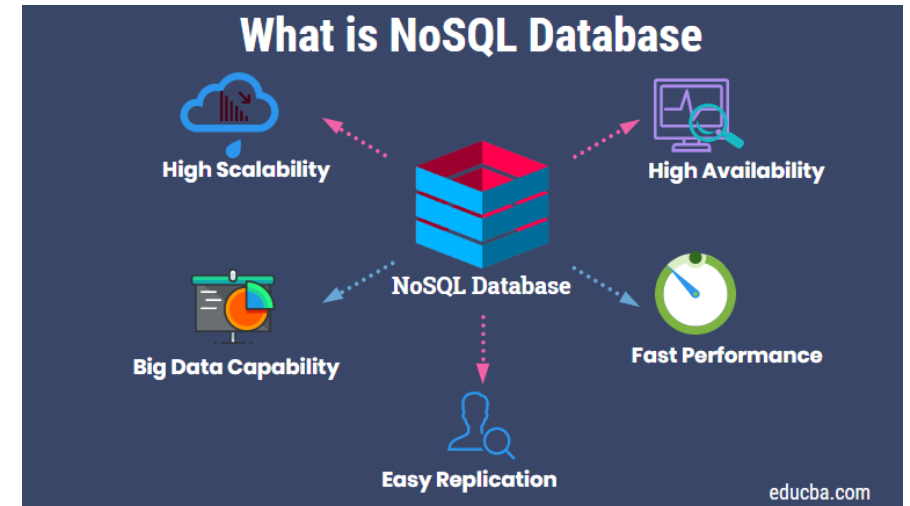 What is NoSQL Database
High Scalability
High Availability
NoSQL Database
Big Data Capability
Fast Performance
Easy Replication
educba.com